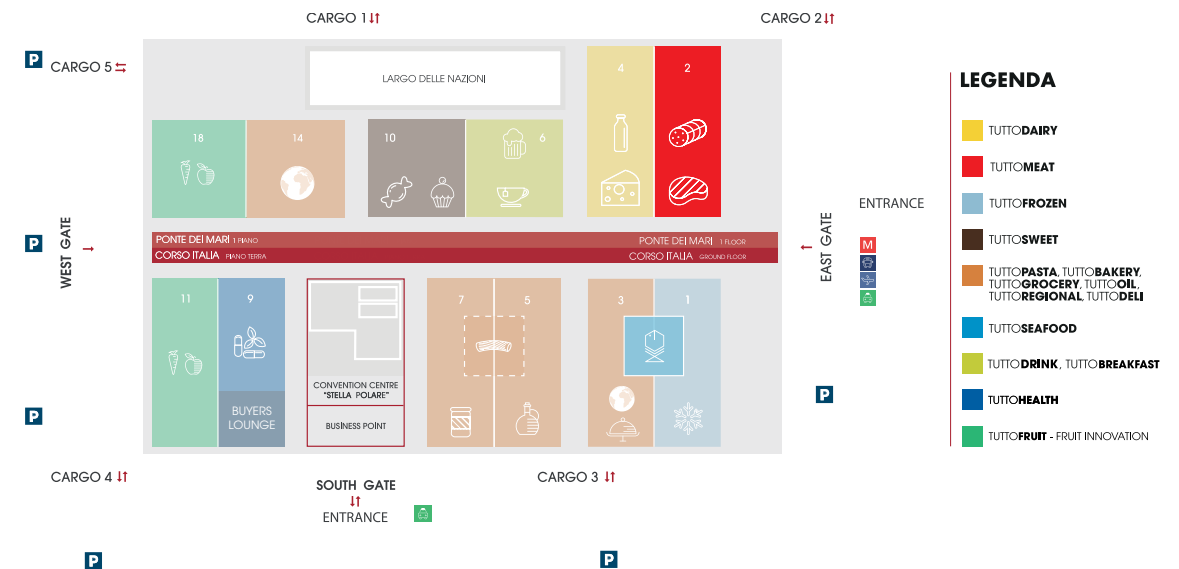 CARGO 1
CARGO 2
P
CARGO 5
LARGO DELLE NAZIONI
4
2
18
14
10
6
PONTE DEI MARI 1 PIANO
PONTE DEI MARI 1 FLOOR
CORSO ITALIA PIANO TERRA
CORSO ITALIA GROUND FLOOR
P
WEST GATE
EAST GATE
ENTRANCE
M
11
9
7
5
3
1
CONVENTION CENTRE
"STELLA POLARE"
BUSINESS POINT
BUYERS
LOUNGE
P
P
CARGO 4
SOUTH GATE
ENTRANCE
CARGO 3
P
P
LEGENDA
TUTTODAIRY
TUTTOMEAT
TUTTOFROZEN
TUTTOSWEET
TUTTOPASTA, TUTTOBAKERY,
TUTTOGROCERY, TUTTOOIL,
TUTTOREGIONAL, TUTTODELI
TUTTOSEAFOOD
TUTTODRINK, TUTTOBREAKFAST
TUTTOHEALTH
TUTTOFRUIT - FRUIT INNOVATION